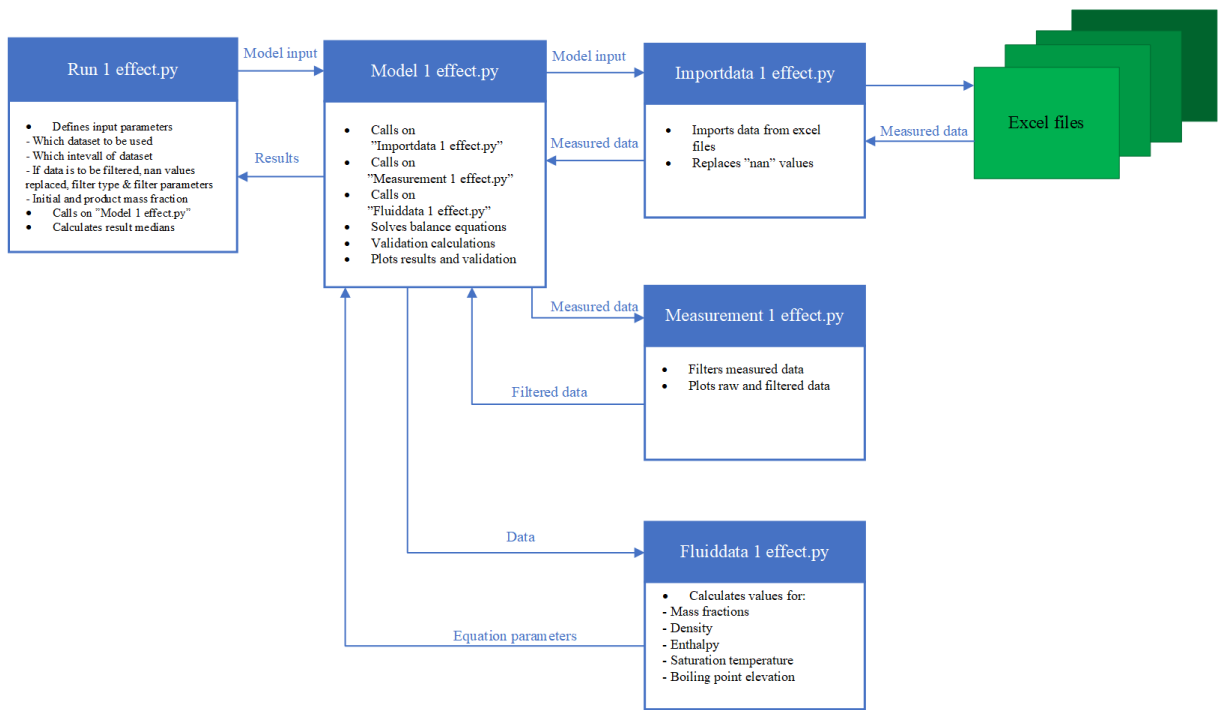 Run 1 effect.py
• Defines input parameters
- Which dataset to be used
- Which intevall of dataset
- If data is to be filtered, nan values
replaced, filter type & filter parameters
- Initial and product mass fraction
• Calls on ”Model 1 effect.py”
• Calculates result medians
Model input
Results
Model 1 effect.py
• Calls on
”Importdata 1 effect.py”
• Calls on
”Measurement 1 effect.py”
• Calls on
”Fluiddata 1 effect.py”
• Solves balance equations
• Validation calculations
• Plots results and validation
Model input
Measured data
Importdata 1 effect.py
• Imports data from excel
files
• Replaces ”nan” values
Measured data
Excel files
Measured data
Filtered data
Measurement 1 effect.py
• Filters measured data
• Plots raw and filtered data
Data
Equation parameters
Fluiddata 1 effect.py
• Calculates values for:
- Mass fractions
- Density
- Enthalpy
- Saturation temperature
- Boiling point elevation